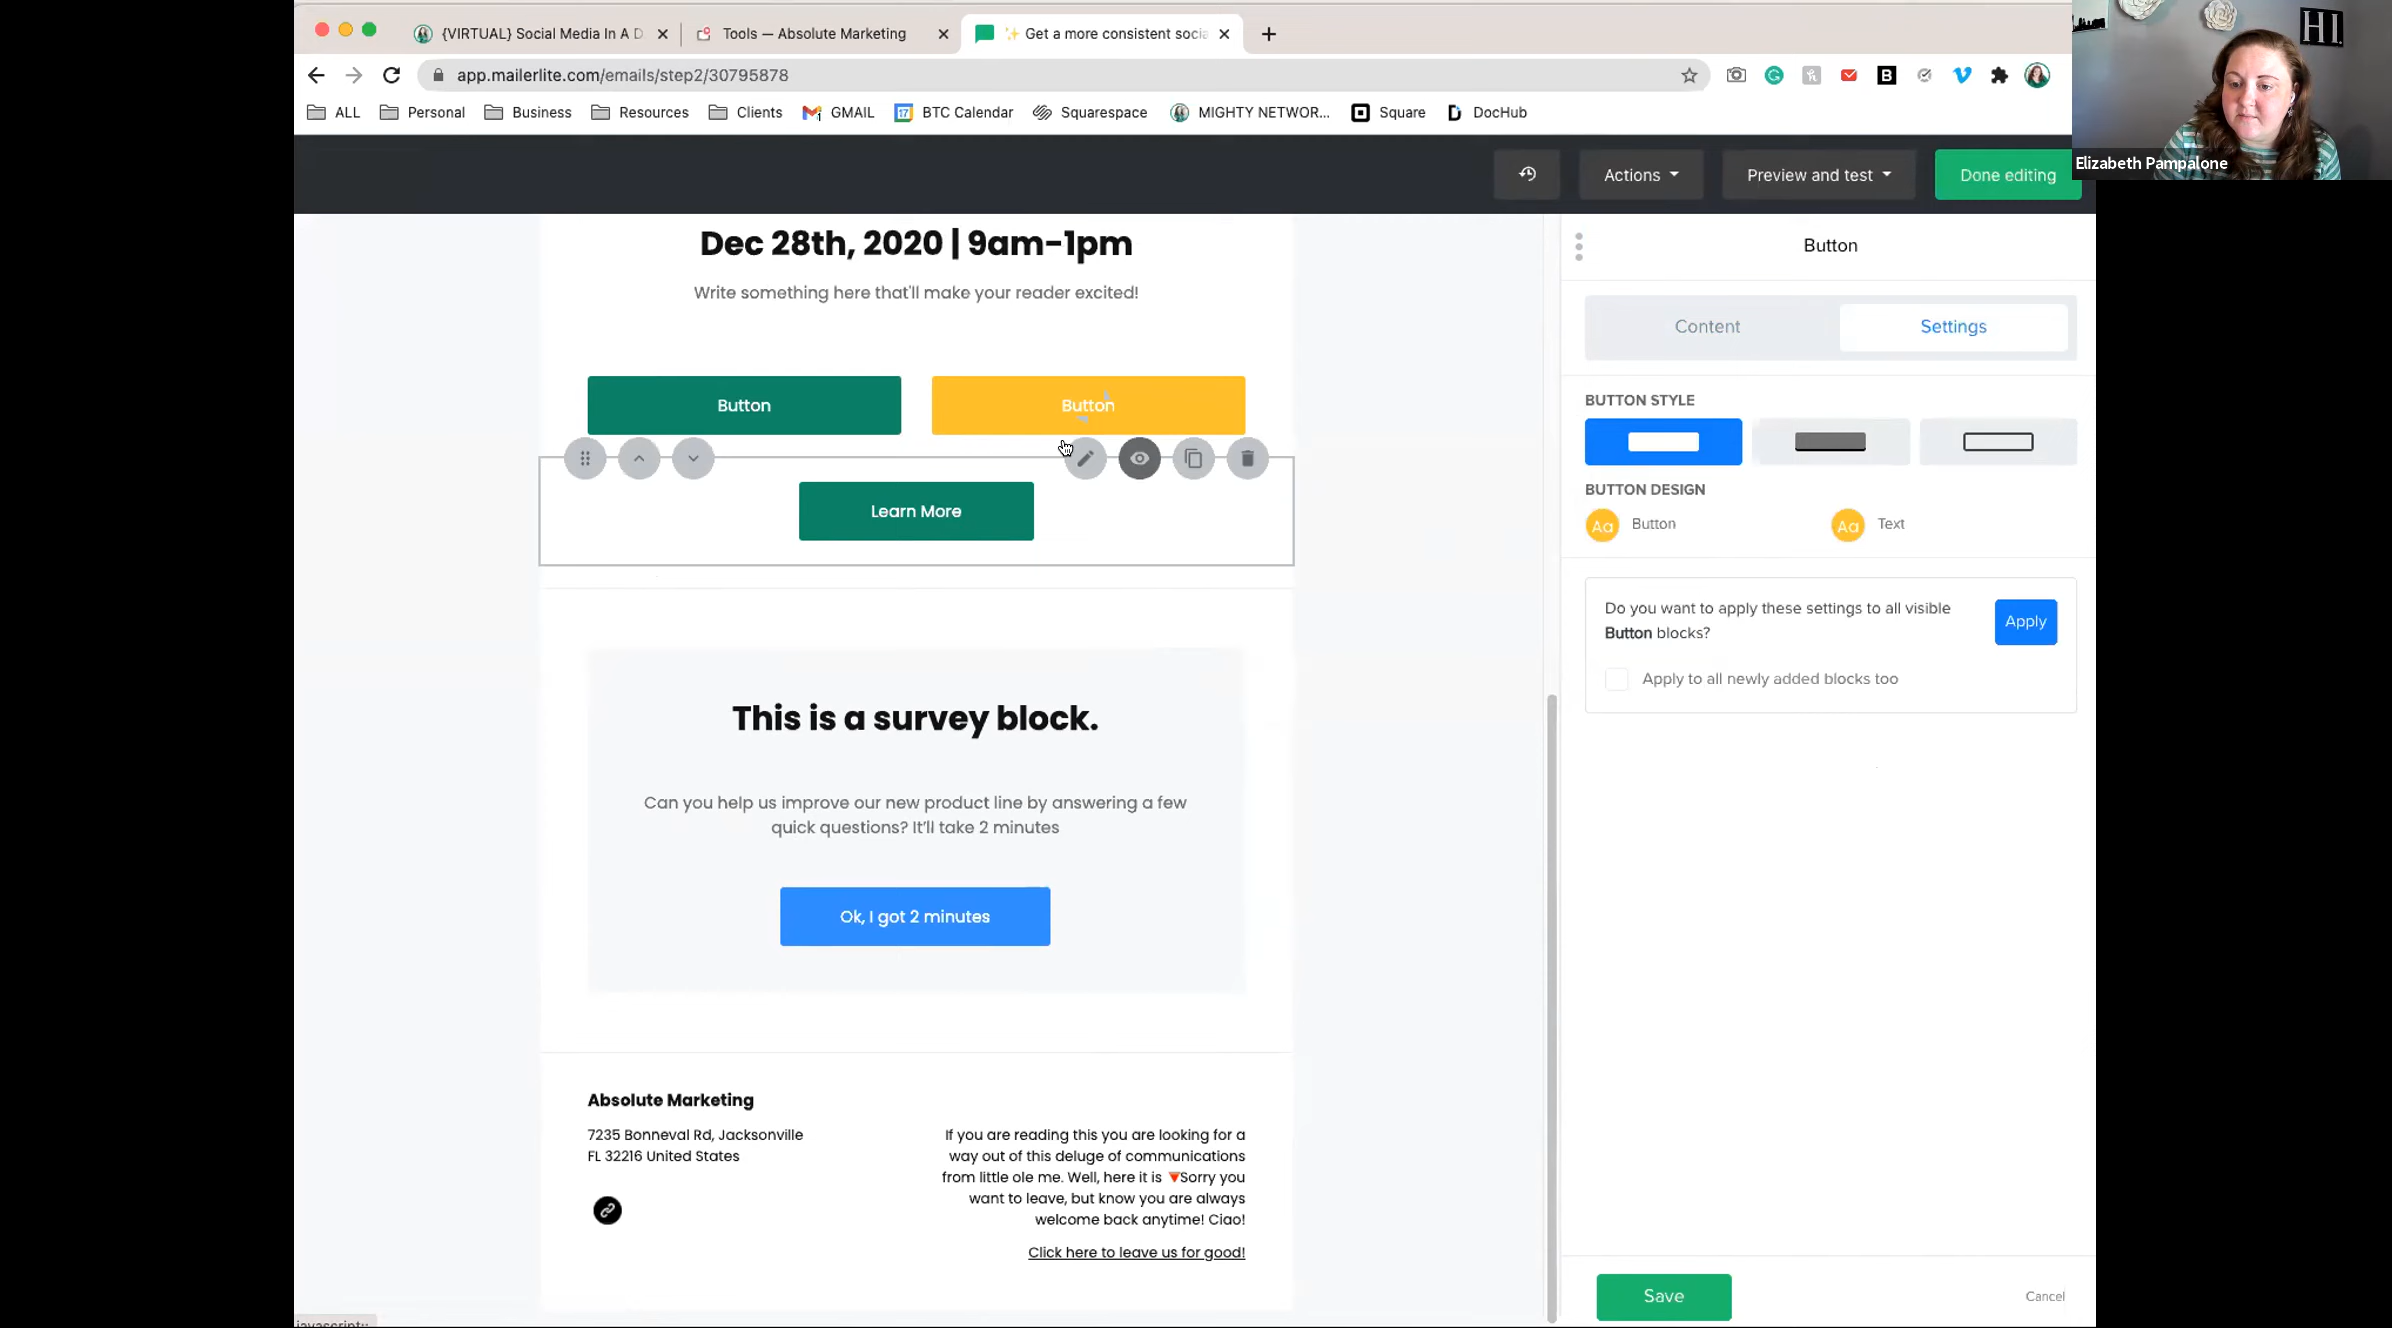 {VIRTUAL} Social Media In A D
Tools — Absolute Marketing
✨ Get a more consistent socia
app.mailerlite.com/emails/step2/30795878
ALL
Personal
Business
Resources
Clients
GMAIL
17
BTC Calendar
Squarespace
MIGHTY NETWOR...
Square
DocHub
HI.
Elizabeth Pampalone
Actions
Preview and test
Done editing
Dec 28th, 2020 | 9am-1pm
Write something here that'll make your reader excited!
Button
Button
Learn More
This is a survey block.
Can you help us improve our new product line by answering a few
quick questions? It'll take 2 minutes
Ok, I got 2 minutes
Absolute Marketing
7235 Bonneval Rd, Jacksonville
FL 32216 United States
If you are reading this you are looking for a
way out of this deluge of communications
from little ole me. Well, here it is 🔻Sorry you
want to leave, but know you are always
welcome back anytime! Ciao!
Click here to leave us for good!
Button
Content
Settings
BUTTON STYLE
BUTTON DESIGN
Aa Button
Aa Text
Do you want to apply these settings to all visible
Button blocks?
Apply
Apply to all newly added blocks too
Save
Cancel